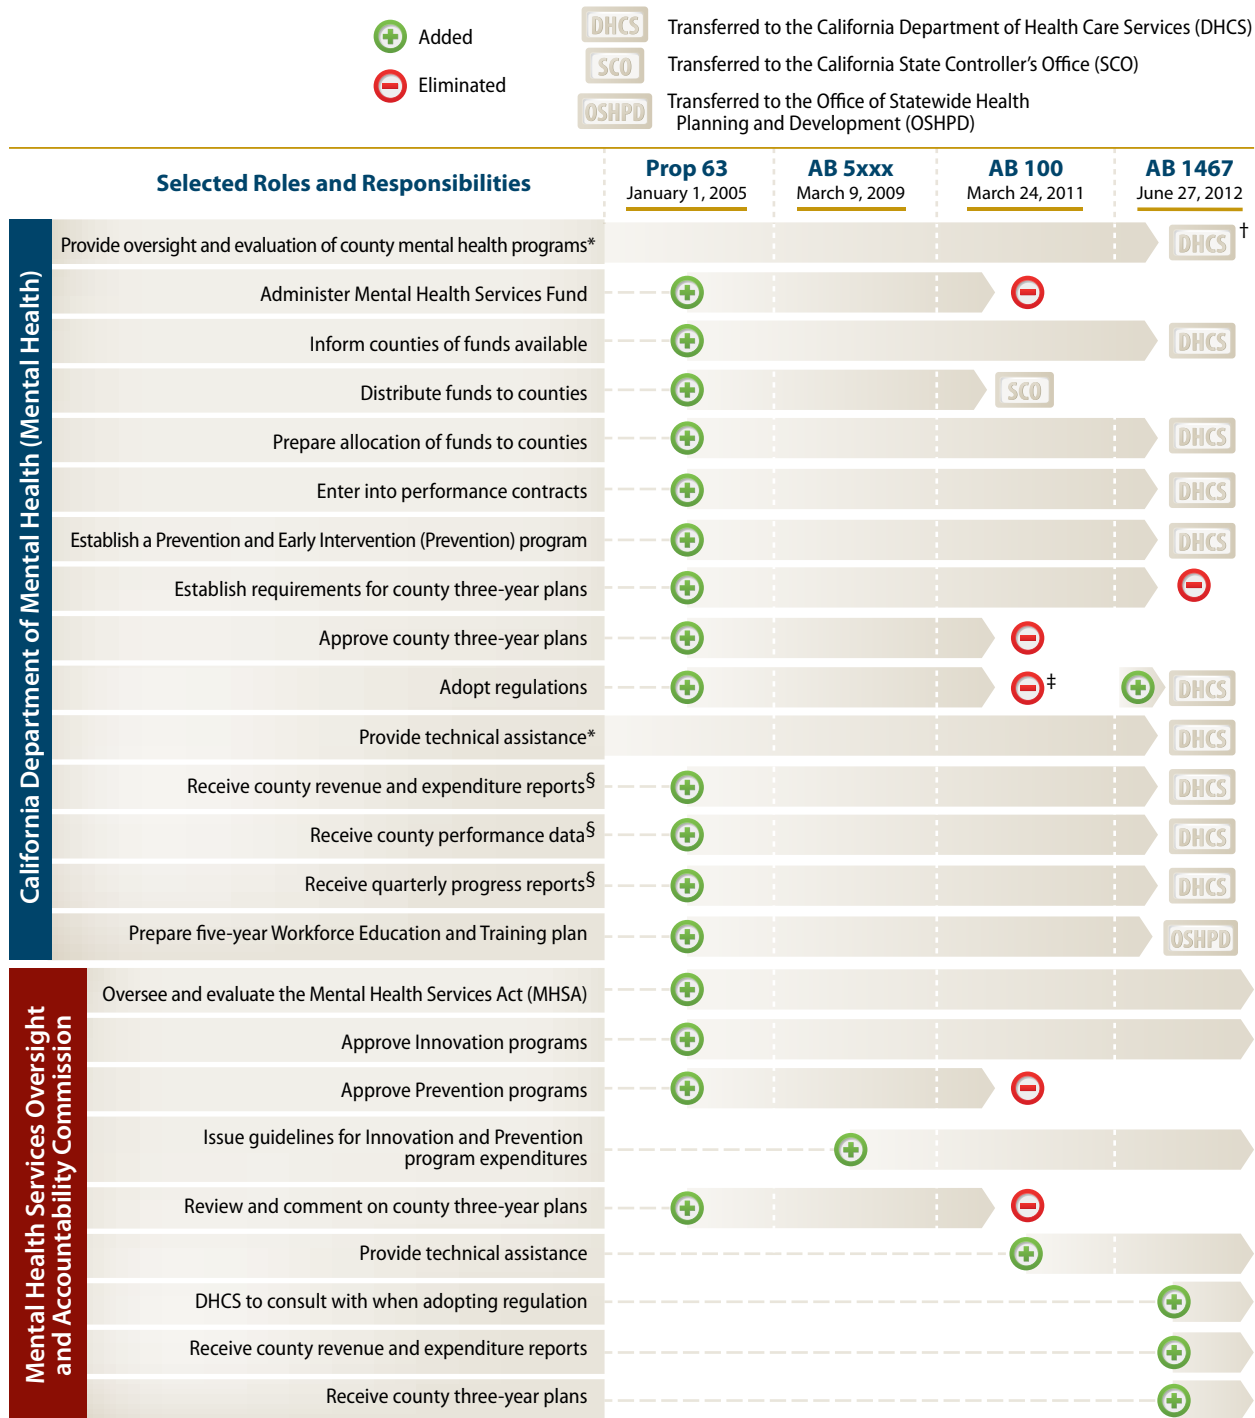 Added
Eliminated
DHCS Transferred to the California Department of Health Care Services (DHCS)
SCO Transferred to the California State Controller’s Office (SCO)
OSHPD Transferred to the Office of Statewide Health
Planning and Development (OSHPD)
Selected Roles and Responsibilities
Prop 63
January 1, 2005
AB 5xxx
March 9, 2009
AB 100
March 24, 2011
AB 1467
June 27, 2012
California Department of Mental Health (Mental Health)
Provide oversight and evaluation of county mental health programs* DHCS †
Administer Mental Health Services Fund
Inform counties of funds available DHCS
Distribute funds to counties SCO
Prepare allocation of funds to counties DHCS
Enter into performance contracts DHCS
Establish a Prevention and Early Intervention (Prevention) program DHCS
Establish requirements for county three-year plans
Approve county three-year plans
Adopt regulations ‡ DHCS
Provide technical assistance* DHCS
Receive county revenue and expenditure reports§ DHCS
Receive county performance data§ DHCS
Receive quarterly progress reports§ DHCS
Prepare five-year Workforce Education and Training plan OSHPD
Mental Health Services Oversight
and Accountability Commission
Oversee and evaluate the Mental Health Services Act (MHSA)
Approve Innovation programs
Approve Prevention programs
Issue guidelines for Innovation and Prevention
program expenditures
Review and comment on county three-year plans
Provide technical assistance
DHCS to consult with when adopting regulation
Receive county revenue and expenditure reports
Receive county three-year plans